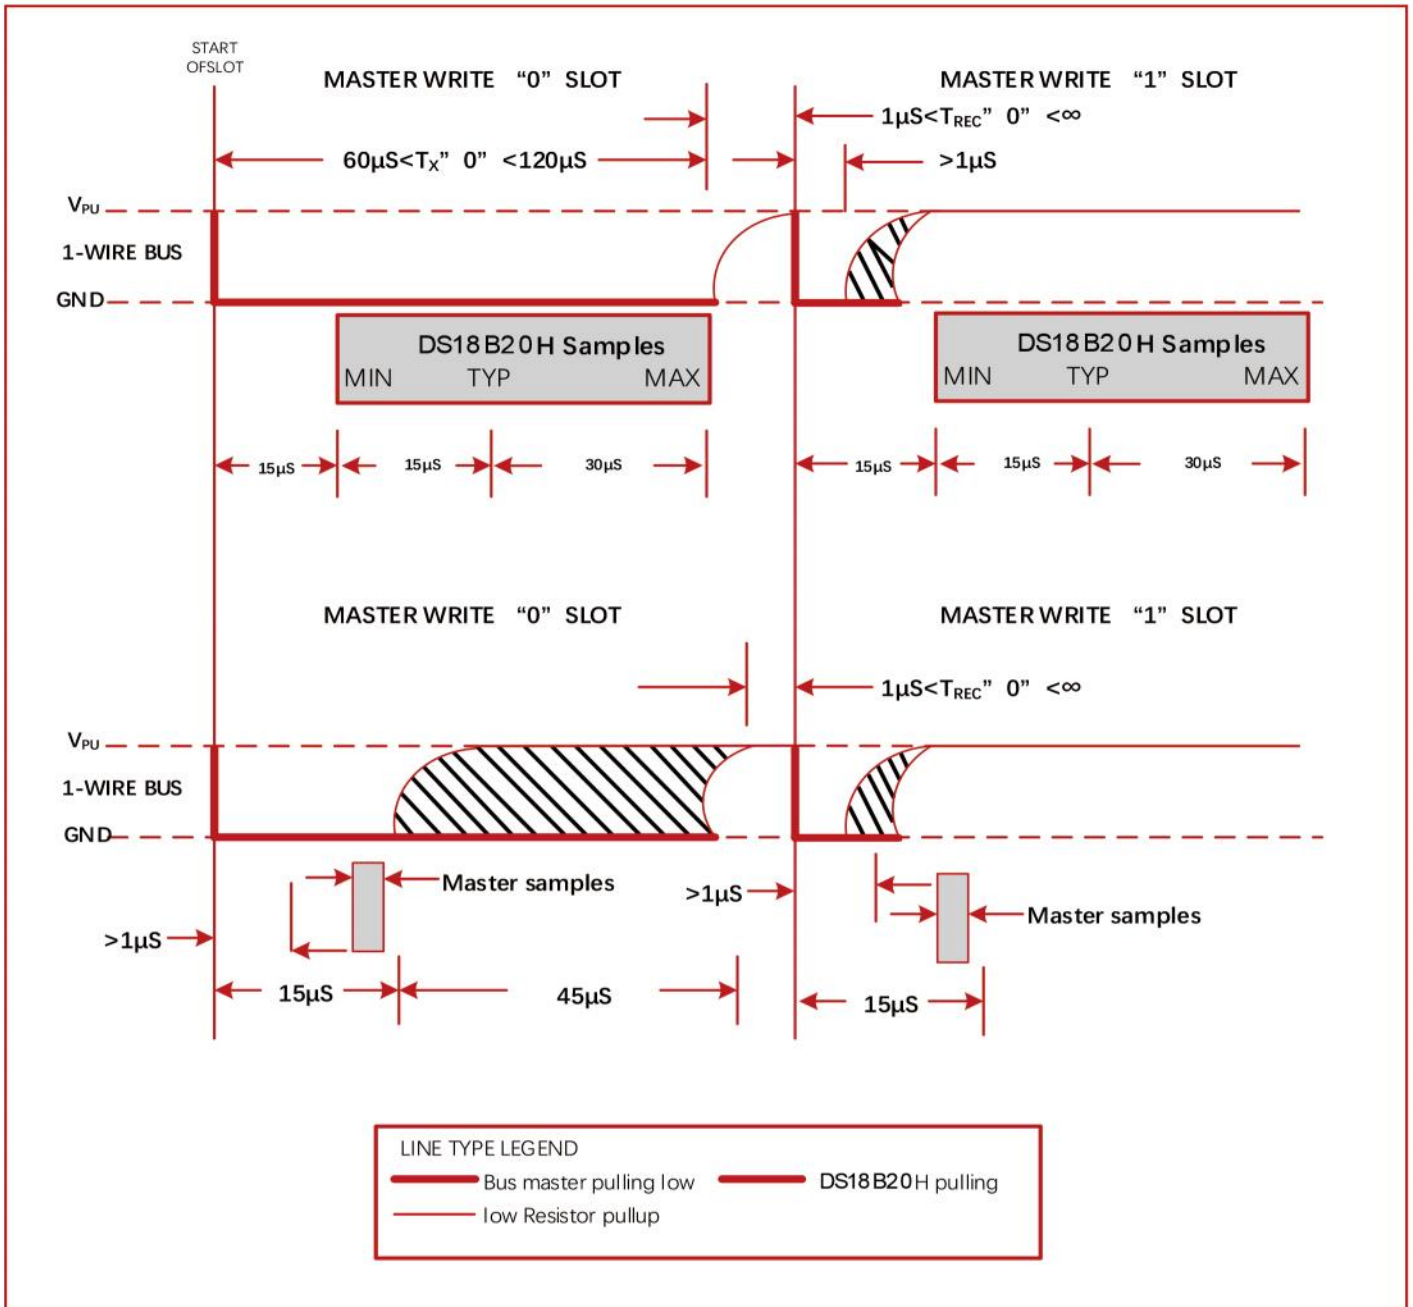 START
OFSLOT
MASTER WRITE “0” SLOT
MASTER WRITE “1” SLOT
1µS<TREC” 0” <∞
60µS<TX” 0” <120µS
>1µS
VPU
1-WIRE BUS
GND
DS18B20H Samples
MIN TYP MAX
DS18B20H Samples
MIN TYP MAX
15µS 15µS 30µS
15µS 15µS 30µS
MASTER WRITE “0” SLOT
MASTER WRITE “1” SLOT
1µS<TREC” 0” <∞
VPU
1-WIRE BUS
GND
Master samples
>1µS
Master samples
>1µS
15µS 45µS
15µS
LINE TYPE LEGEND
Bus master pulling low
DS18B20H pulling
low Resistor pullup